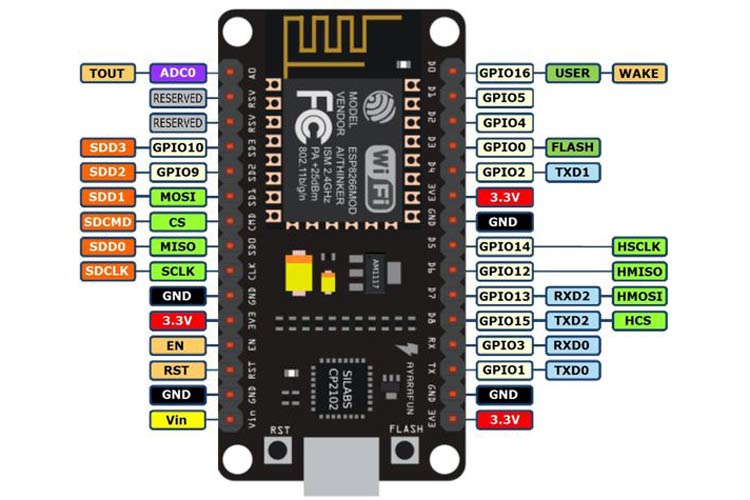 TOUT ADC0 A0 D0 GPIO16 USER WAKE
RESERVED RSV D1 GPIO5
RESERVED RSV D2 GPIO4
SDD3 GPIO10 SD3 D3 GPIO0 FLASH
SDD2 GPIO9 SD2 D4 GPIO2 TXD1
SDD1 MOSI SD1 3V3 3.3V
SDCMD CS CMD GND GND
SDD0 MISO SD0 D5 GPIO14 HSCLK
SDCLK SCLK CLK D6 GPIO12 HMISO
GND GND D7 GPIO13 RXD2 HMOSI
3.3V 3V3 D8 GPIO15 TXD2 HCS
EN EN RX GPIO3 RXD0
RST RST TX GPIO1 TXD0
GND GND GND GND
Vin Vin 3V3 3.3V
MODEL ESP8266MOD
VENDOR AI/THINKER
ISM 2.4GHz
PA +25dBm
802.11b/g/n
FC
Wi Fi
AM1117
SILABS
CP2102
AYARAFUN
RST
FLASH